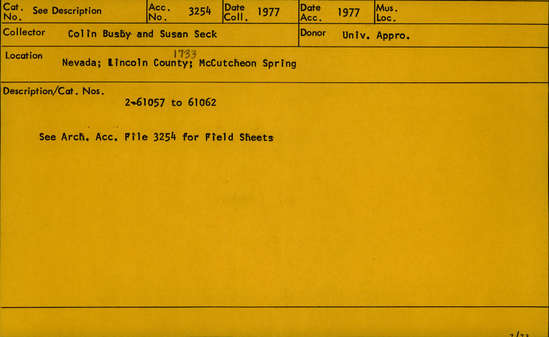 Cat. No. See Description Acc. No. 3254 Date Coll. 1977 Date Acc. 1977 Mus. Loc.
Collector Colin Busby and Susan Seck Donor Univ. Appro.
1733
Location Nevada; Lincoln County; McCutcheon Spring
Description/Cat. Nos.
2-61057 to 61062
See Arch. Acc. File 3254 for Field Sheets